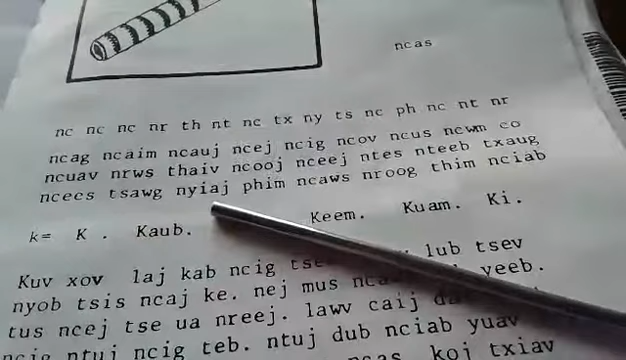 ncas
nc nc nc nr th nt nc tx ny ts nc ph nc nt nr
ncag ncaim ncauj ncej ncig ncov ncus ncwm co
ncuav nrws thaiv ncooj nceej ntes nteeb txaug
ncecs tsawg nyiaj phim ncaws nroog thim nciab
k= K . Kaub. Keem. Kuam. Ki.
Kuv xov laj kab ncig lub tsev
nyob tsis ncaj ke. nej mus yeeb.
tus ncej tse ua nreej. lawv caij
ncig ntuj ncig teb. ntuj dub nciab yuav
ncas koj txiav